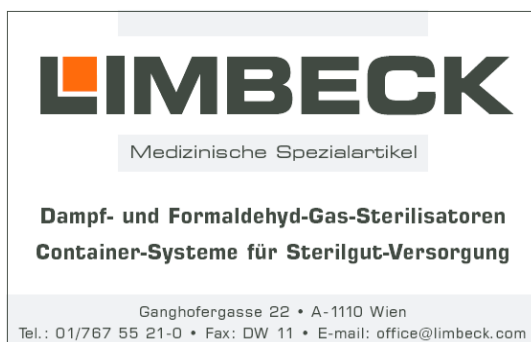 LIMBECK
Medizinische Spezialartikel
Dampf- und Formaldehyd-Gas-Sterilisatoren
Container-Systeme für Sterilgut-Versorgung
Ganghofergasse 22 • A-1110 Wien
Tel.: 01/767 55 21-0 • Fax: DW 11 • E-mail: office@limbeck.com